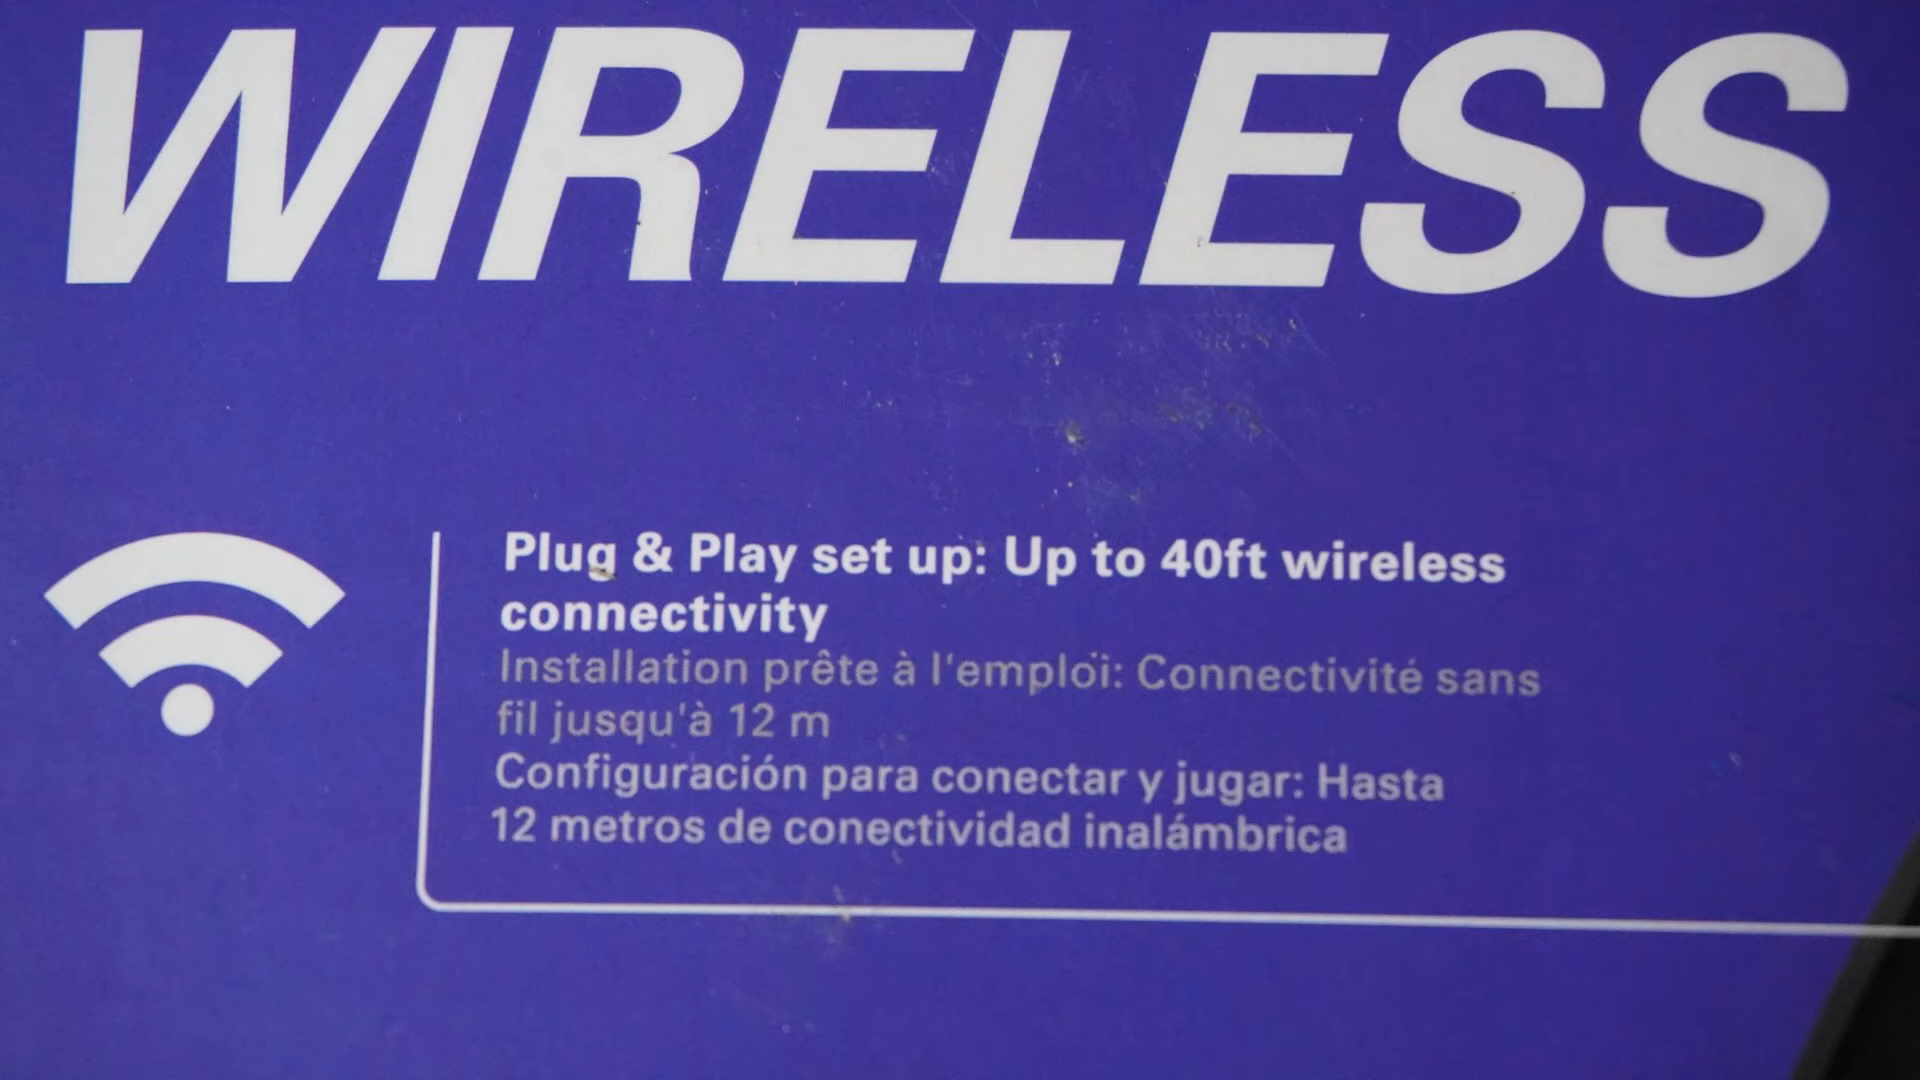 WIRELESS
Plug & Play set up: Up to 40ft wireless
connectivity
Installation prête à l'emploi: Connectivité sans
fil jusqu'à 12 m
Configuración para conectar y jugar: Hasta
12 metros de conectividad inalámbrica